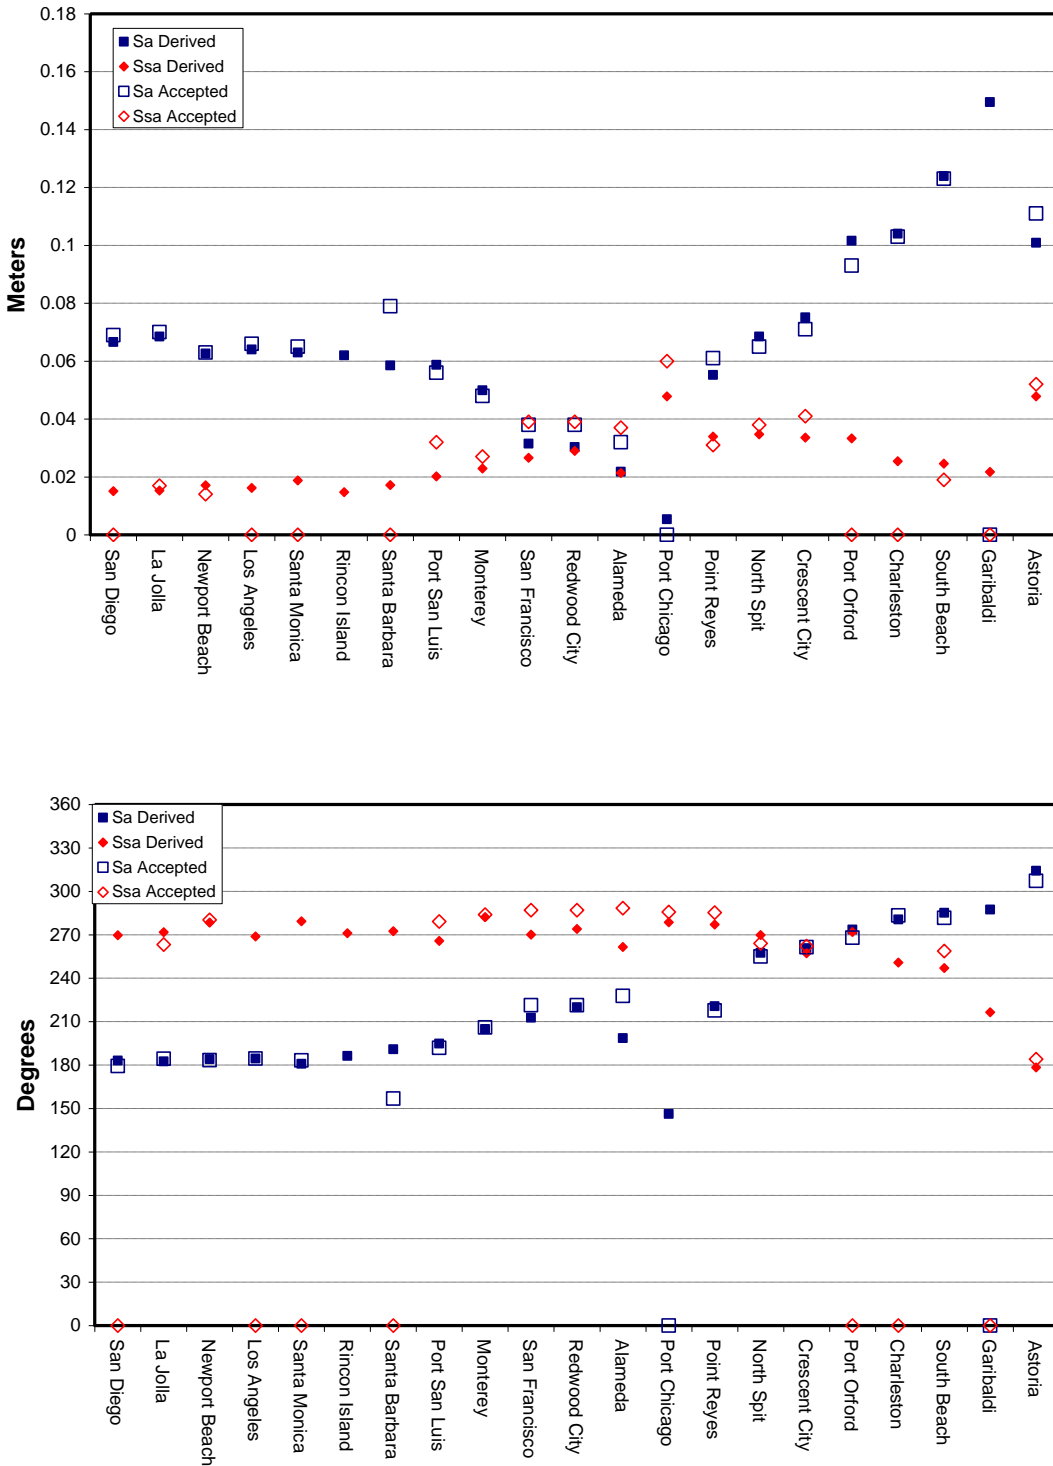 0.18
0.16
0.14
0.12
0.1
0.08
0.06
0.04
0.02
0
Meters
Sa Derived
Ssa Derived
Sa Accepted
Ssa Accepted
San Diego
La Jolla
Newport Beach
Los Angeles
Santa Monica
Rincon Island
Santa Barbara
Port San Luis
Monterey
San Francisco
Redwood City
Alameda
Port Chicago
Point Reyes
North Spit
Crescent City
Port Orford
Charleston
South Beach
Garibaldi
Astoria
360
330
300
270
240
210
180
150
120
90
60
30
0
Degrees
Sa Derived
Ssa Derived
Sa Accepted
Ssa Accepted
San Diego
La Jolla
Newport Beach
Los Angeles
Santa Monica
Rincon Island
Santa Barbara
Port San Luis
Monterey
San Francisco
Redwood City
Alameda
Port Chicago
Point Reyes
North Spit
Crescent City
Port Orford
Charleston
South Beach
Garibaldi
Astoria